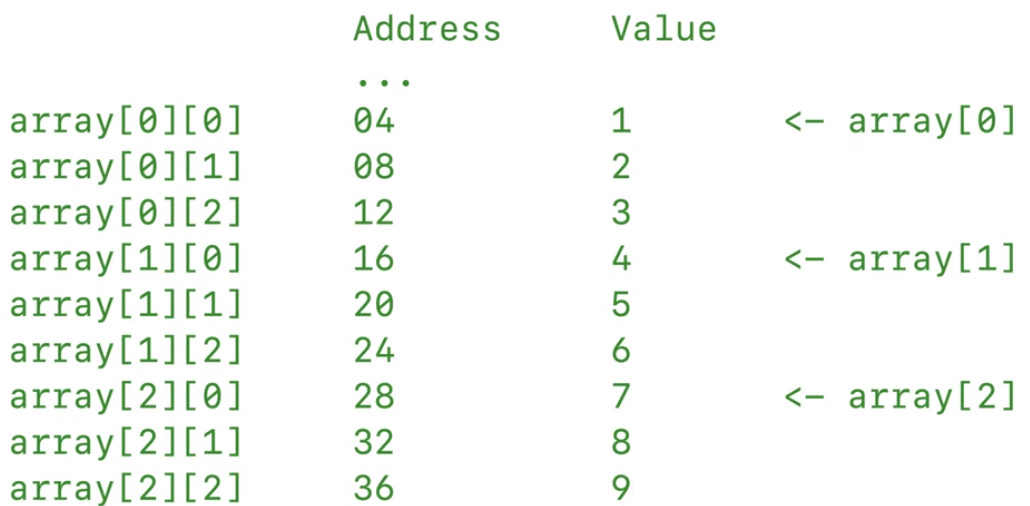 Address Value
...
array[0][0] 04 1 <- array[0]
array[0][1] 08 2
array[0][2] 12 3
array[1][0] 16 4 <- array[1]
array[1][1] 20 5
array[1][2] 24 6
array[2][0] 28 7 <- array[2]
array[2][1] 32 8
array[2][2] 36 9